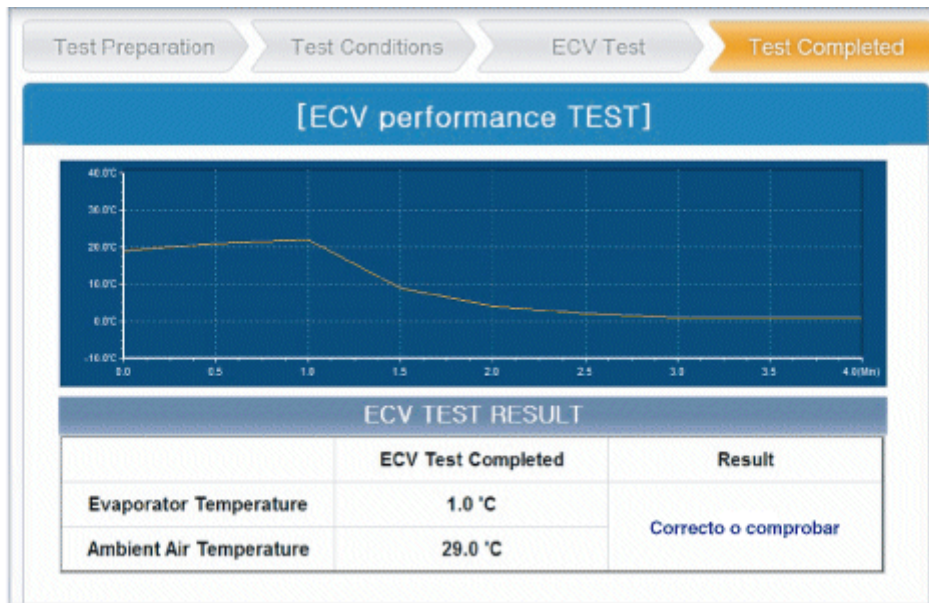 Test Preparation Test Conditions ECV Test Test Completed
[ECV performance TEST]
40.0℃
30.0℃
20.0℃
10.0℃
0.0℃
-10.0℃
0.0 0.5 1.0 1.5 2.0 2.5 3.0 3.5 4.0(Min)
ECV TEST RESULT
ECV Test Completed Result
Evaporator Temperature 1.0 ℃
Correcto o comprobar
Ambient Air Temperature 29.0 ℃